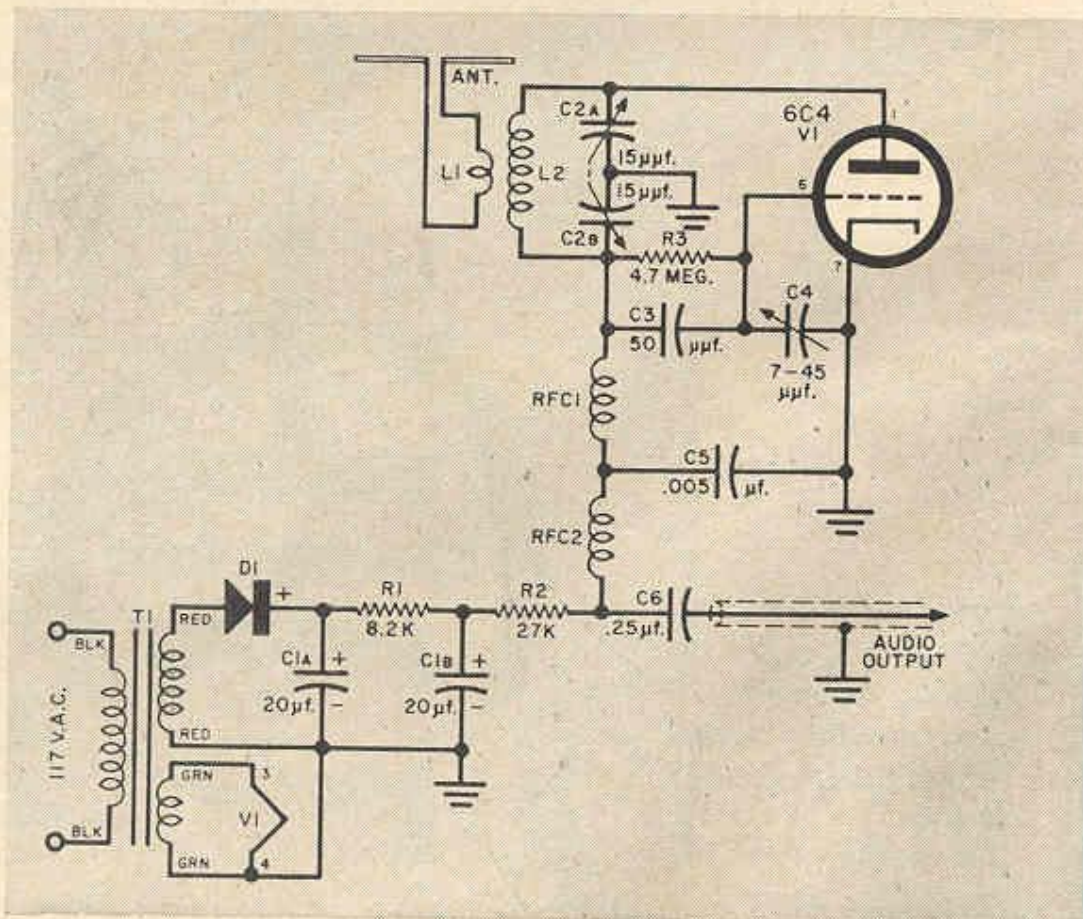 ANT.
C2A
6C4
V1
1
15μμf.
L1
L2
15μμf.
6
C2B
R3
4.7 MEG.
7
C3
50 μμf.
C4
7-45
μμf.
RFC1
C5
.005 μf.
RFC2
D1
+
R1
8.2K
R2
27K
C6
.25μf.
T1
RED
BLK
C1A +
20μf. -
C1B +
20μf. -
AUDIO
OUTPUT
117 V.A.C.
RED
GRN
3
V1
BLK
GRN
4